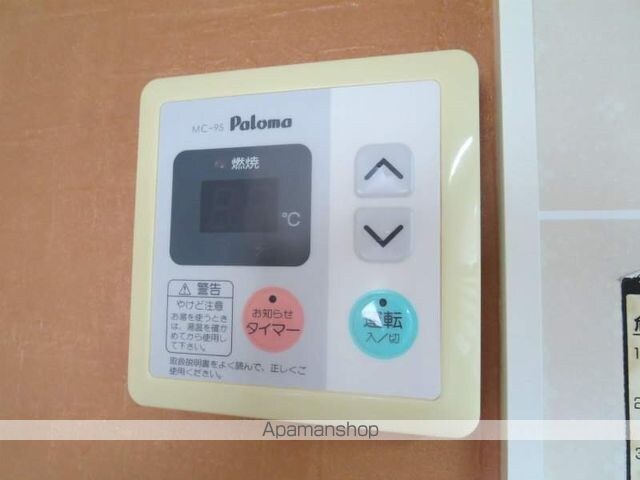 MC-95 Paloma
燃焼
℃
警告
やけど注意
お湯を使うとき
は、湯温を確か
めてから使用し
て下さい。
お知らせ
タイマー
運転
入/切
取扱説明書をよく読んで、正しくご
使用ください。
1
2
3
Apamanshop